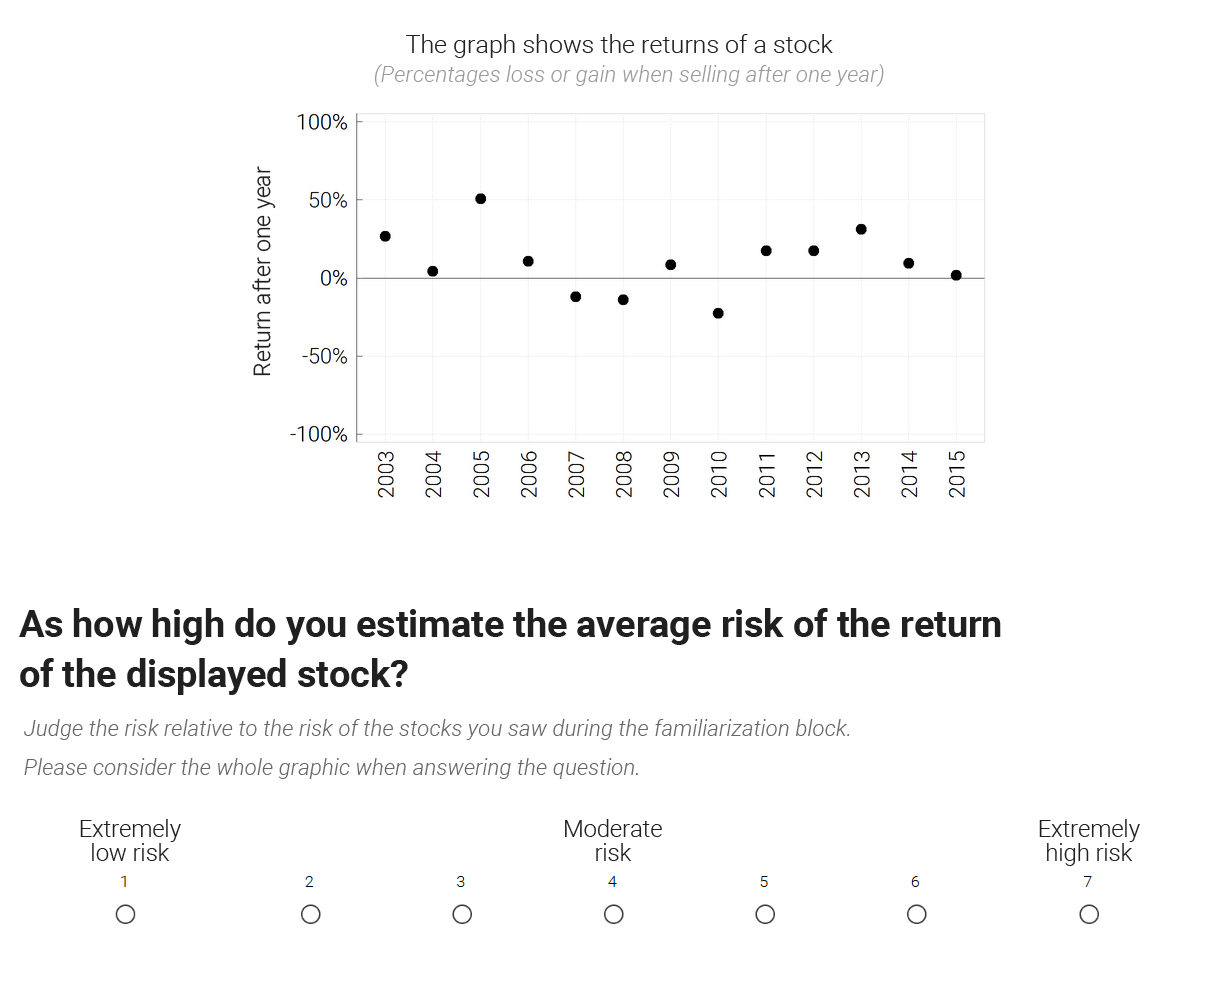 The graph shows the returns of a stock
(Percentages loss or gain when selling after one year)
100%
50%
0%
-50%
-100%
Return after one year
2003
2004
2005
2006
2007
2008
2009
2010
2011
2012
2013
2014
2015
As how high do you estimate the average risk of the return
of the displayed stock?
Judge the risk relative to the risk of the stocks you saw during the familiarization block.
Please consider the whole graphic when answering the question.
Extremely
low risk
Moderate
risk
Extremely
high risk
1 2 3 4 5 6 7